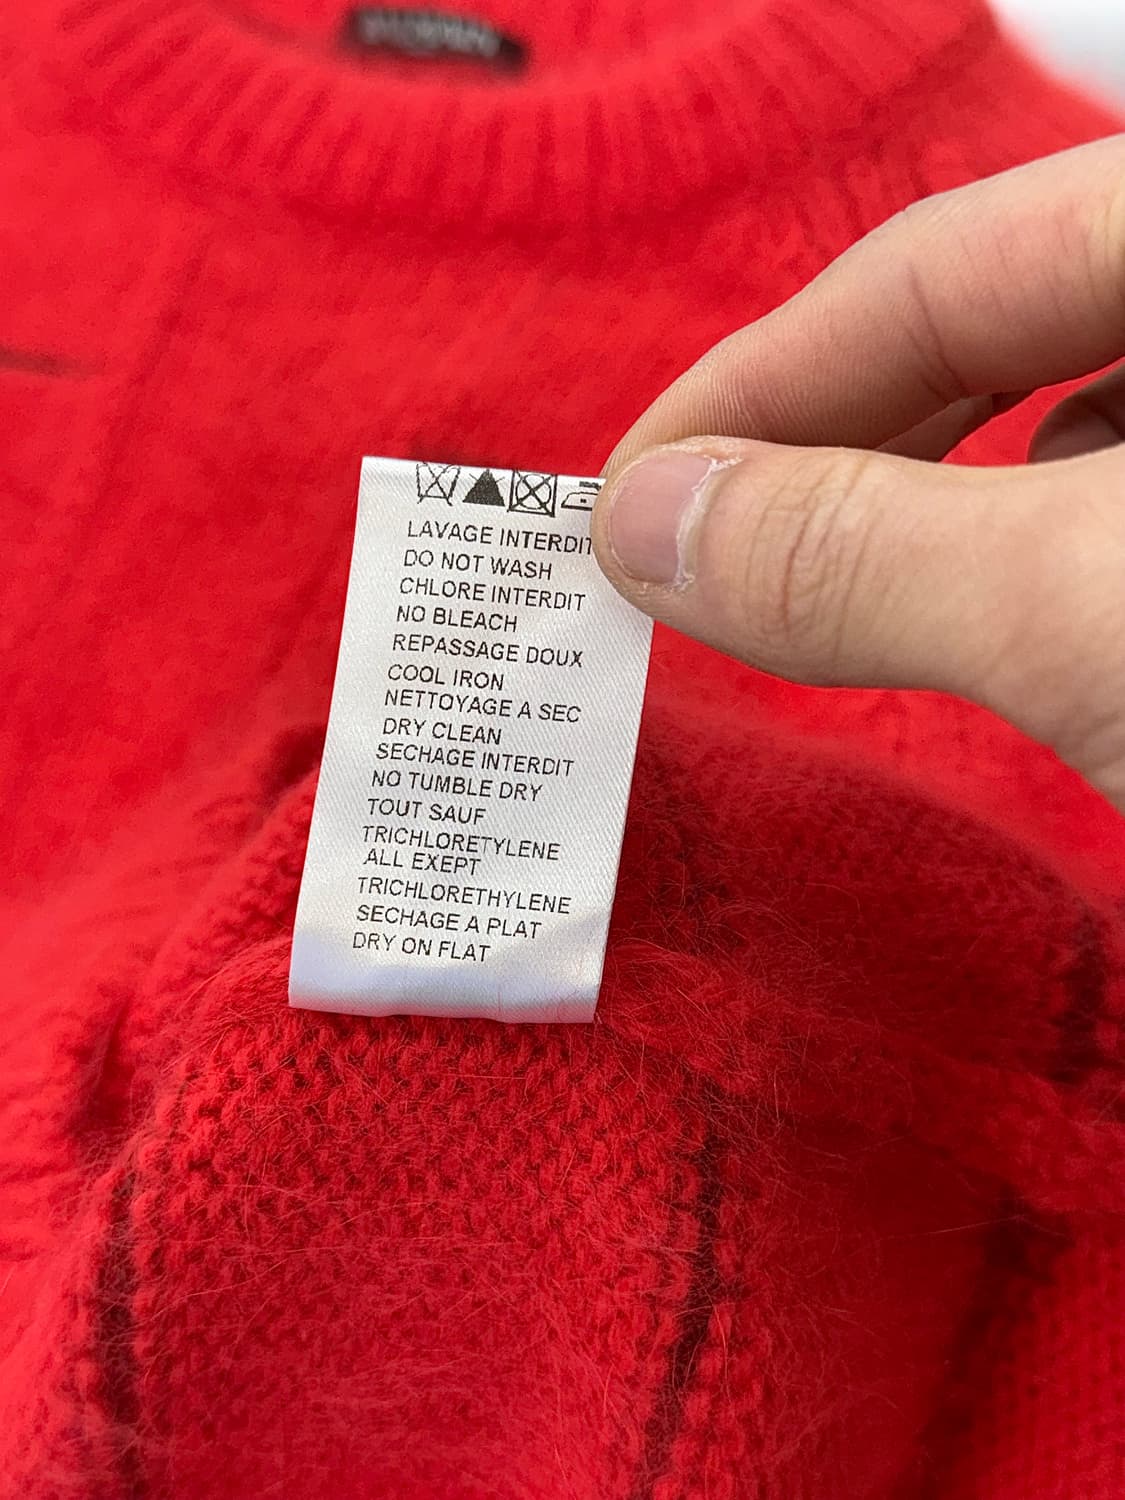 LAVAGE INTERDIT
DO NOT WASH
CHLORE INTERDIT
NO BLEACH
REPASSAGE DOUX
COOL IRON
NETTOYAGE A SEC
DRY CLEAN
SECHAGE INTERDIT
NO TUMBLE DRY
TOUT SAUF
TRICHLORETYLENE
ALL EXEPT
TRICHLORETHYLENE
SECHAGE A PLAT
DRY ON FLAT